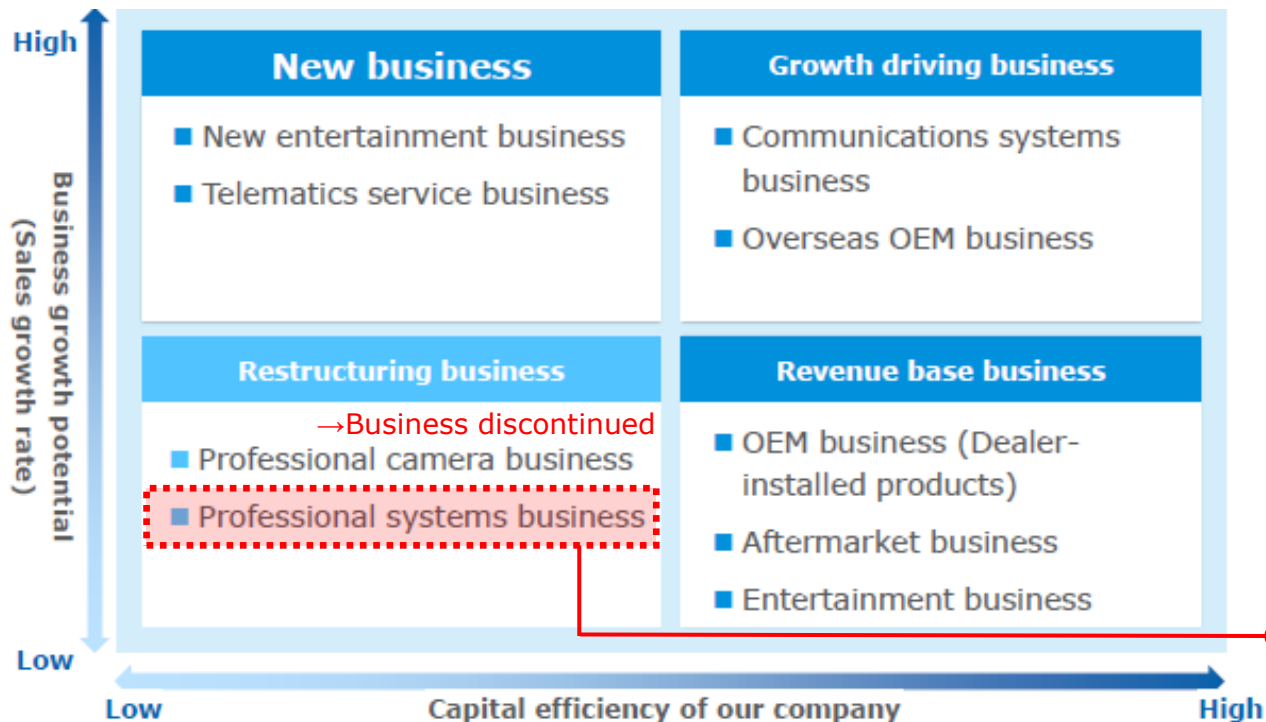 High
New business
■ New entertainment business
■ Telematics service business
Growth driving business
■ Communications systems
business
■ Overseas OEM business
Business growth potential
(Sales growth rate)
Restructuring business
→Business discontinued
■ Professional camera business
■ Professional systems business
Revenue base business
■ OEM business (Dealer-
installed products)
■ Aftermarket business
■ Entertainment business
Low
Low
Capital efficiency of our company
High